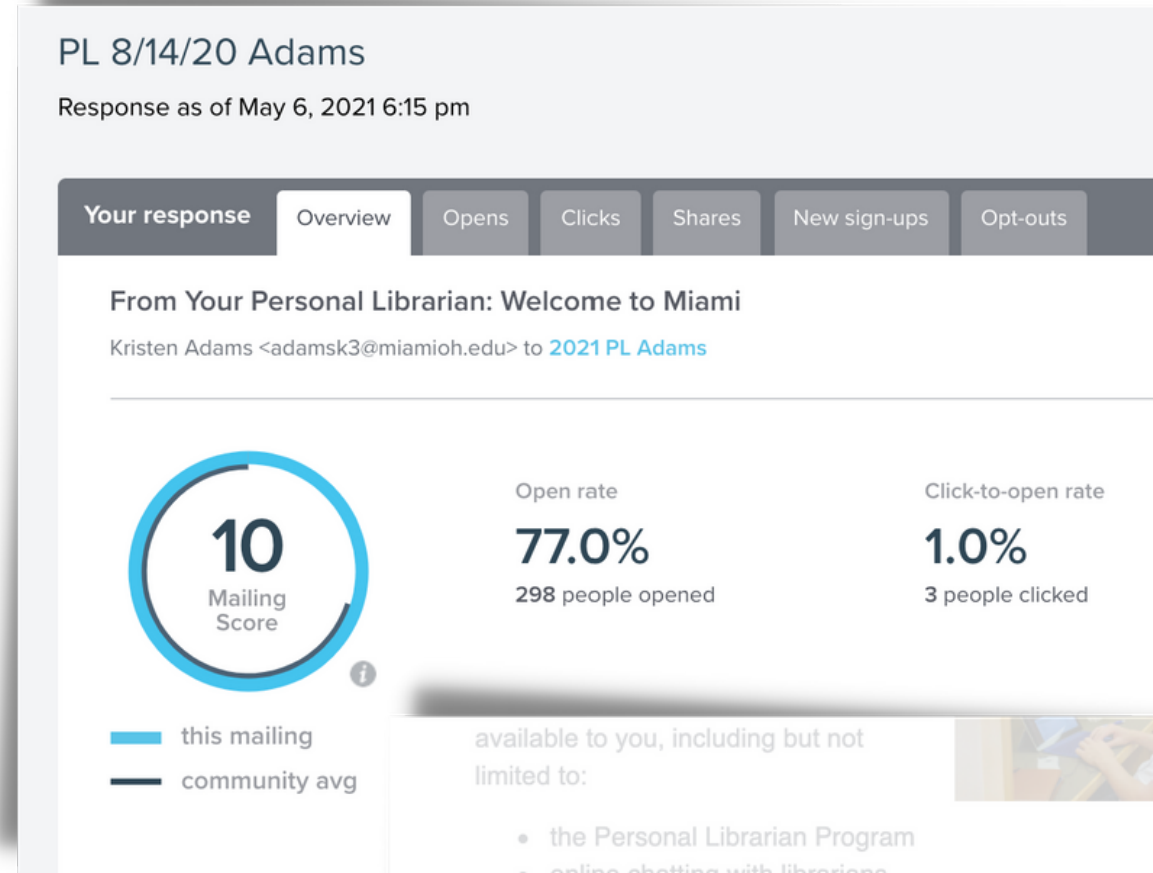 PL 8/14/20 Adams
Response as of May 6, 2021 6:15 pm
Your response
Overview
Opens
Clicks
Shares
New sign-ups
Opt-outs
From Your Personal Librarian: Welcome to Miami
Kristen Adams <adamsk3@miamioh.edu> to 2021 PL Adams
10
Mailing
Score
i
Open rate
77.0%
298 people opened
Click-to-open rate
1.0%
3 people clicked
this mailing
community avg
available to you, including but not
limited to:
• the Personal Librarian Program
• online chatting with librarians